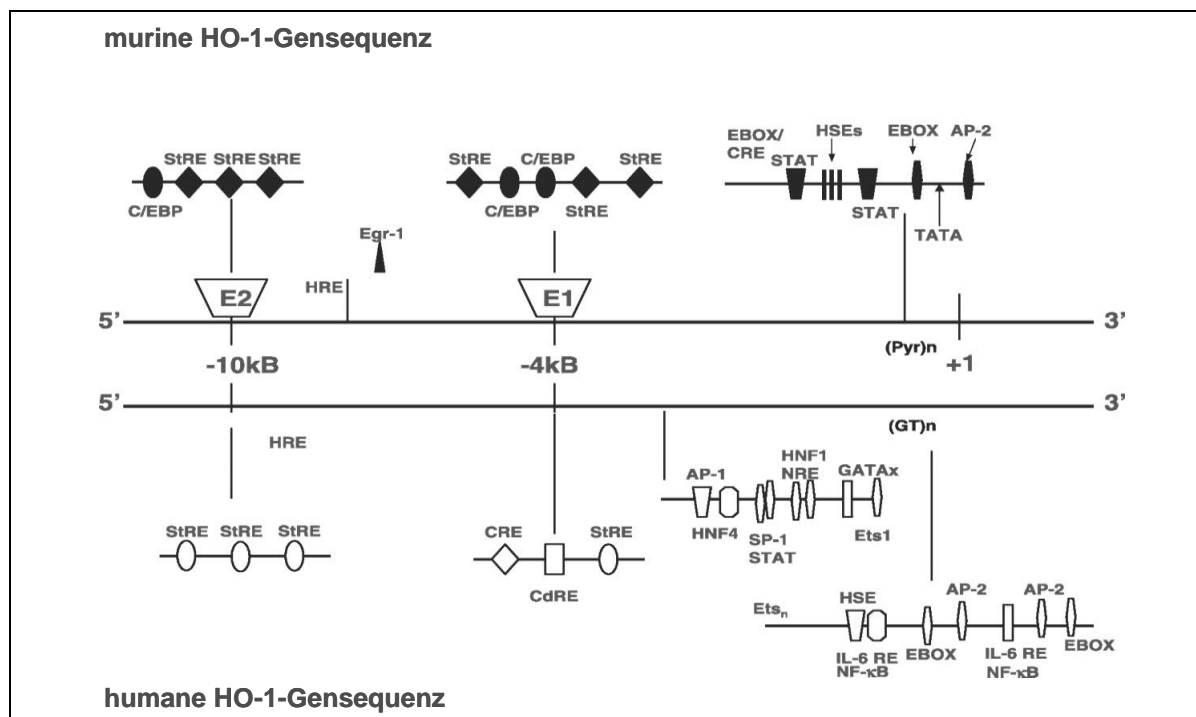 murine HO-1-Gensequenz
EBOX/ HSEs EBOX AP-2
CRE STAT
StRE StRE StRE
StRE C/EBP StRE
C/EBP
C/EBP StRE
STAT
TATA
Egr-1
HRE
E2
E1
5’ 3’
(Pyr)n
-10kB -4kB +1
5’ 3’
(GT)n
HRE
HNF1
AP-1 NRE GATAx
HNF4
SP-1 Ets1
STAT
StRE StRE StRE
CRE StRE
CdRE
Etsn HSE AP-2 AP-2
IL-6 RE EBOX IL-6 RE EBOX
NF-κB NF-κB
humane HO-1-Gensequenz